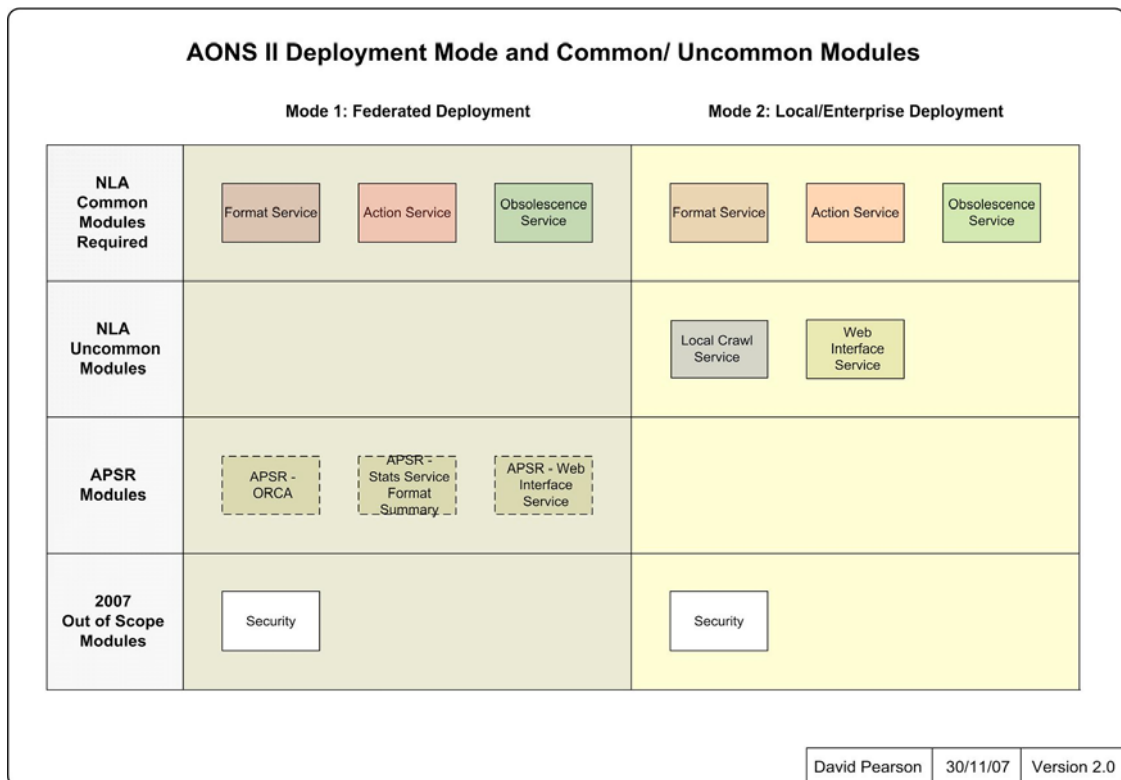 AONS II Deployment Mode and Common/ Uncommon Modules
Mode 1: Federated Deployment
Mode 2: Local/Enterprise Deployment
NLA
Common
Modules
Required
Format Service
Action Service
Obsolescence
Service
Format Service
Action Service
Obsolescence
Service
NLA
Uncommon
Modules
Local Crawl
Service
Web
Interface
Service
APSR
Modules
APSR -
ORCA
APSR -
Stats Service
Format
Summary
APSR - Web
Interface
Service
2007
Out of Scope
Modules
Security
Security
David Pearson
30/11/07
Version 2.0